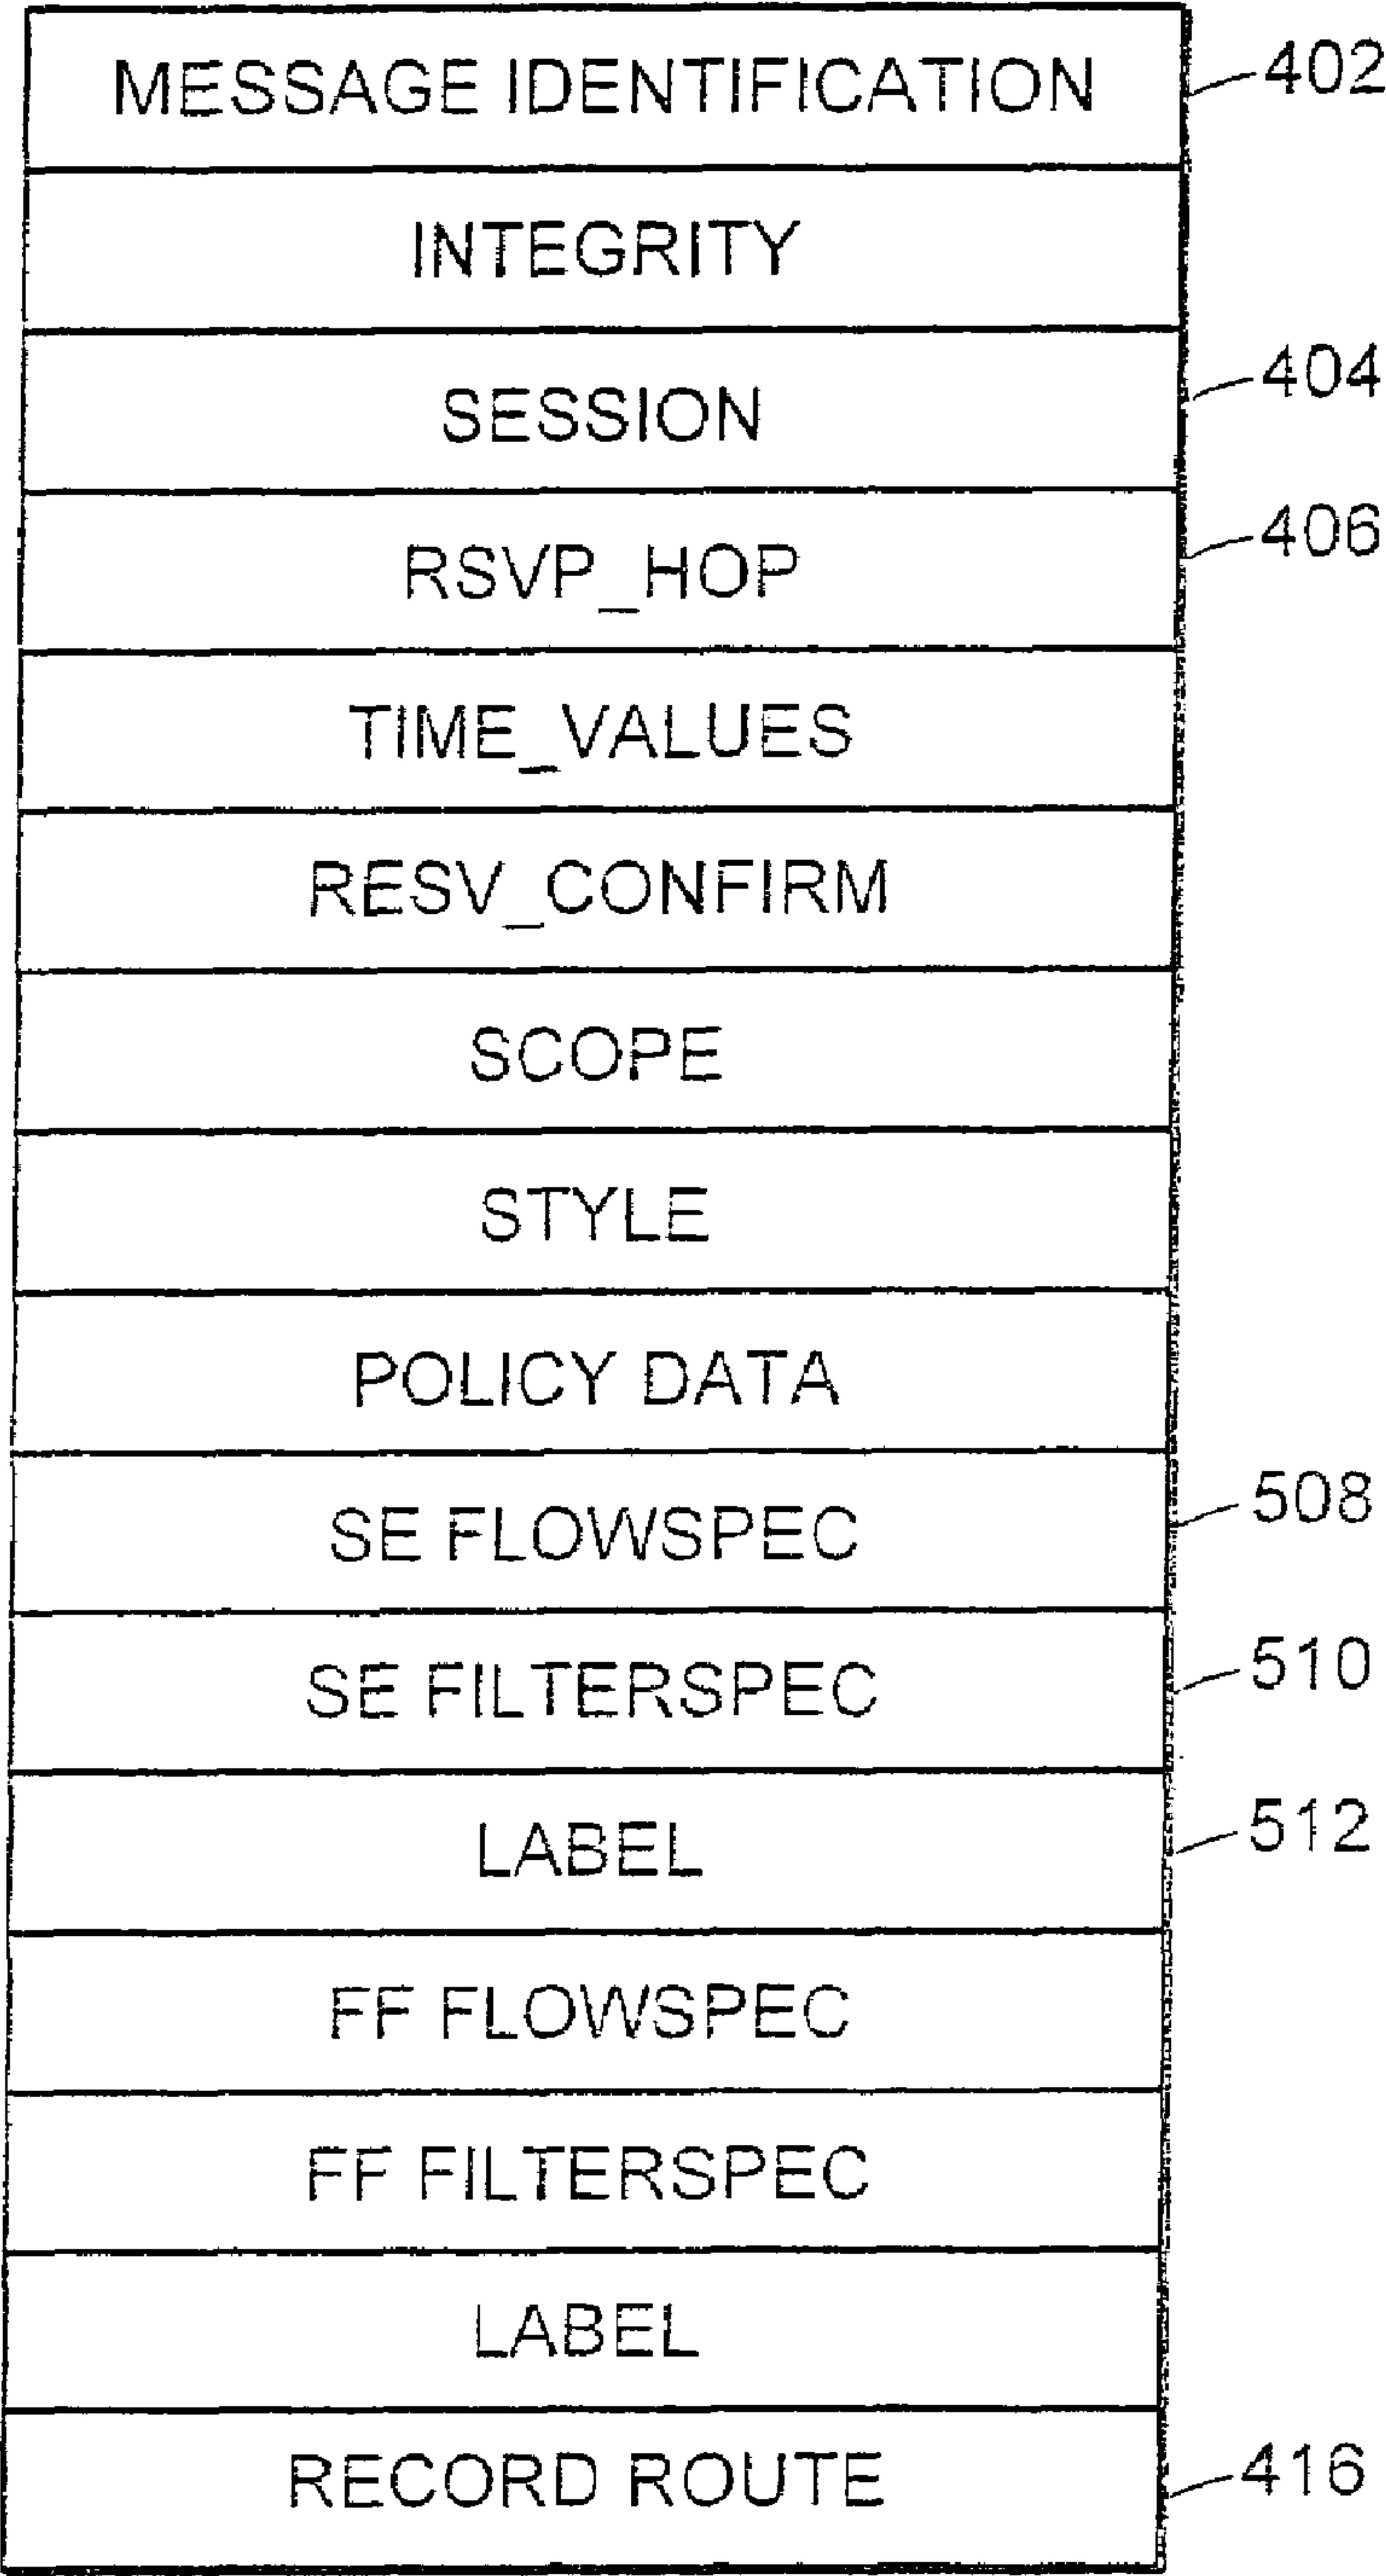 MESSAGE IDENTIFICATION 402
INTEGRITY
SESSION 404
RSVP_HOP 406
TIME_VALUES
RESV_CONFIRM
SCOPE
STYLE
POLICY DATA
SE FLOWSPEC 508
SE FILTERSPEC 510
LABEL 512
FF FLOWSPEC
FF FILTERSPEC
LABEL
RECORD ROUTE 416